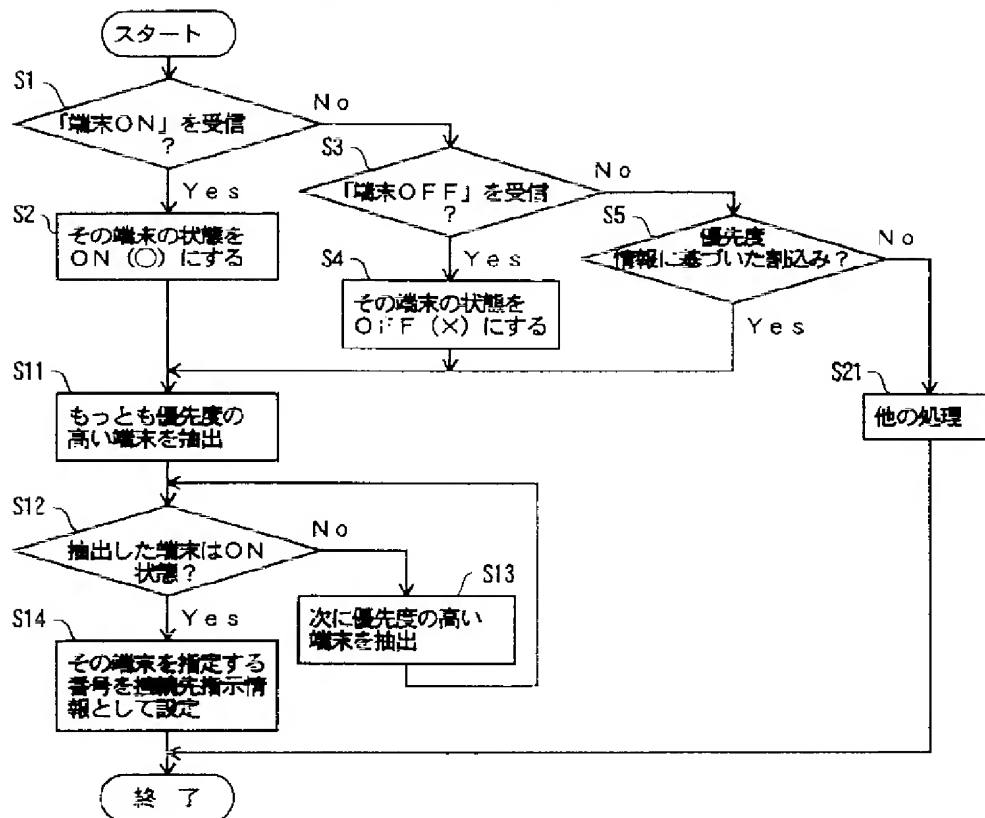 スタート
S1
「端末ON」を受信
?
No
Yes
S3
「端末OFF」を受信
?
No
Yes
S5
優先度
情報に基づいた割込み?
No
Yes
S2
その端末の状態を
ON(○)にする
S4
その端末の状態を
OFF(×)にする
S11
もっとも優先度の
高い端末を抽出
S21
他の処理
S12
抽出した端末はON
状態?
No
Yes
S13
次に優先度の高い
端末を抽出
S14
その端末を指定する
番号を接続先指示情
報として設定
終了